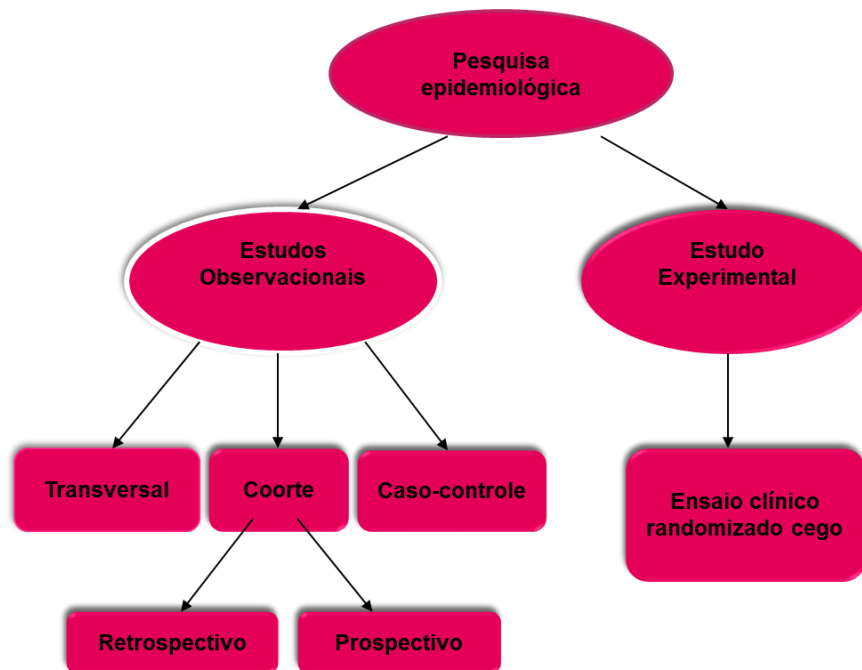 Pesquisa
epidemiológica
Estudos
Observacionais
Estudo
Experimental
Transversal
Coorte
Caso-controle
Ensaio clínico
randomizado cego
Retrospectivo
Prospectivo